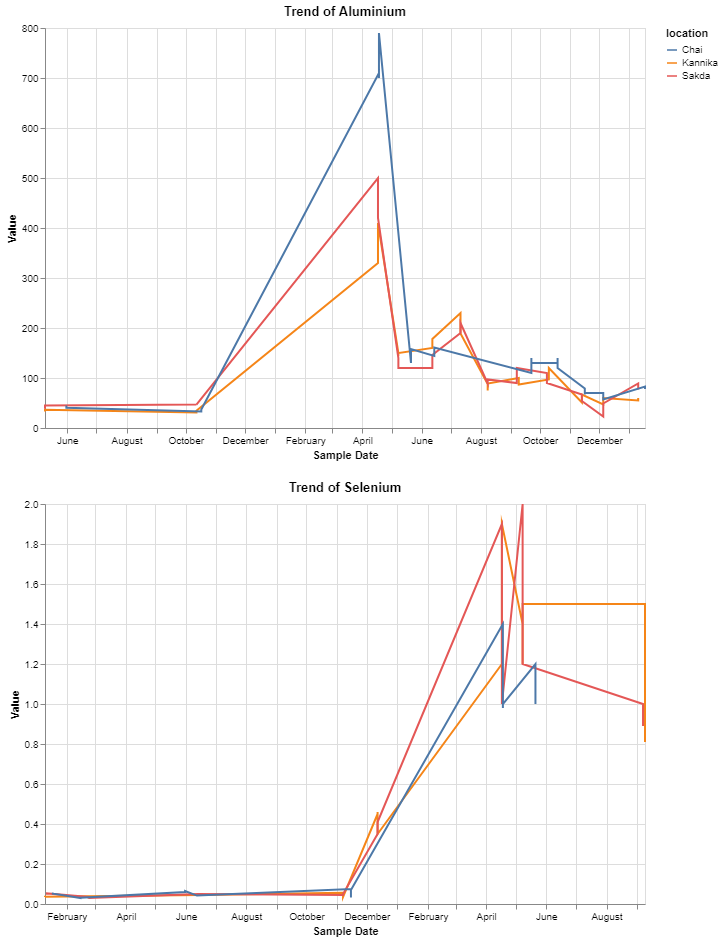 Trend of Aluminium
location
Chai
Kannika
Sakda
800
700
600
500
400
300
200
100
0
Value
June August October December February April June August October December
Sample Date
Trend of Selenium
2.0
1.8
1.6
1.4
1.2
1.0
0.8
0.6
0.4
0.2
0.0
Value
February April June August October December February April June August
Sample Date